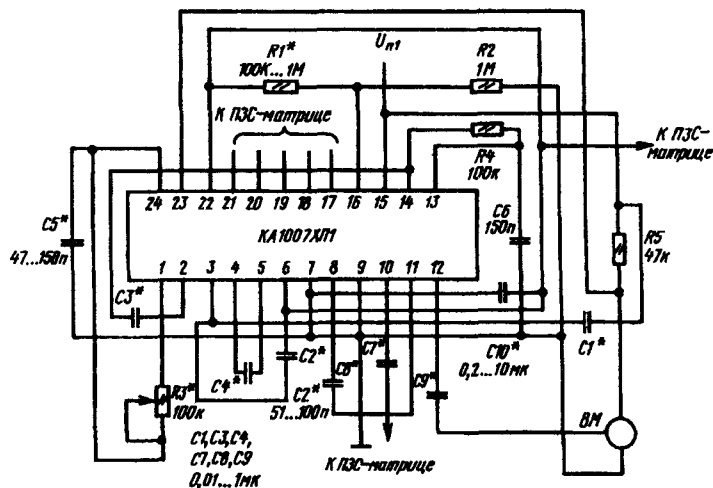 R1*
100К...1М
Uп1
R2
1М
К ПЗС-матрице
К ПЗС-
матрице
R4
100к
24 23 22 21 20 19 18 17 16 15 14 13
C5*
47...150п
КА1007ХЛ1
C6
150п
R5
47к
1 2 3 4 5 6 7 8 9 10 11 12
C3*
C4*
C2*
C8*
C7*
C9*
C10*
0,2...10мк
C1*
R3*
100к
C2*
51...100п
ВМ
C1,C3,C4,
C7,C8,C9
0,01...1мк
К ПЗС-матрице